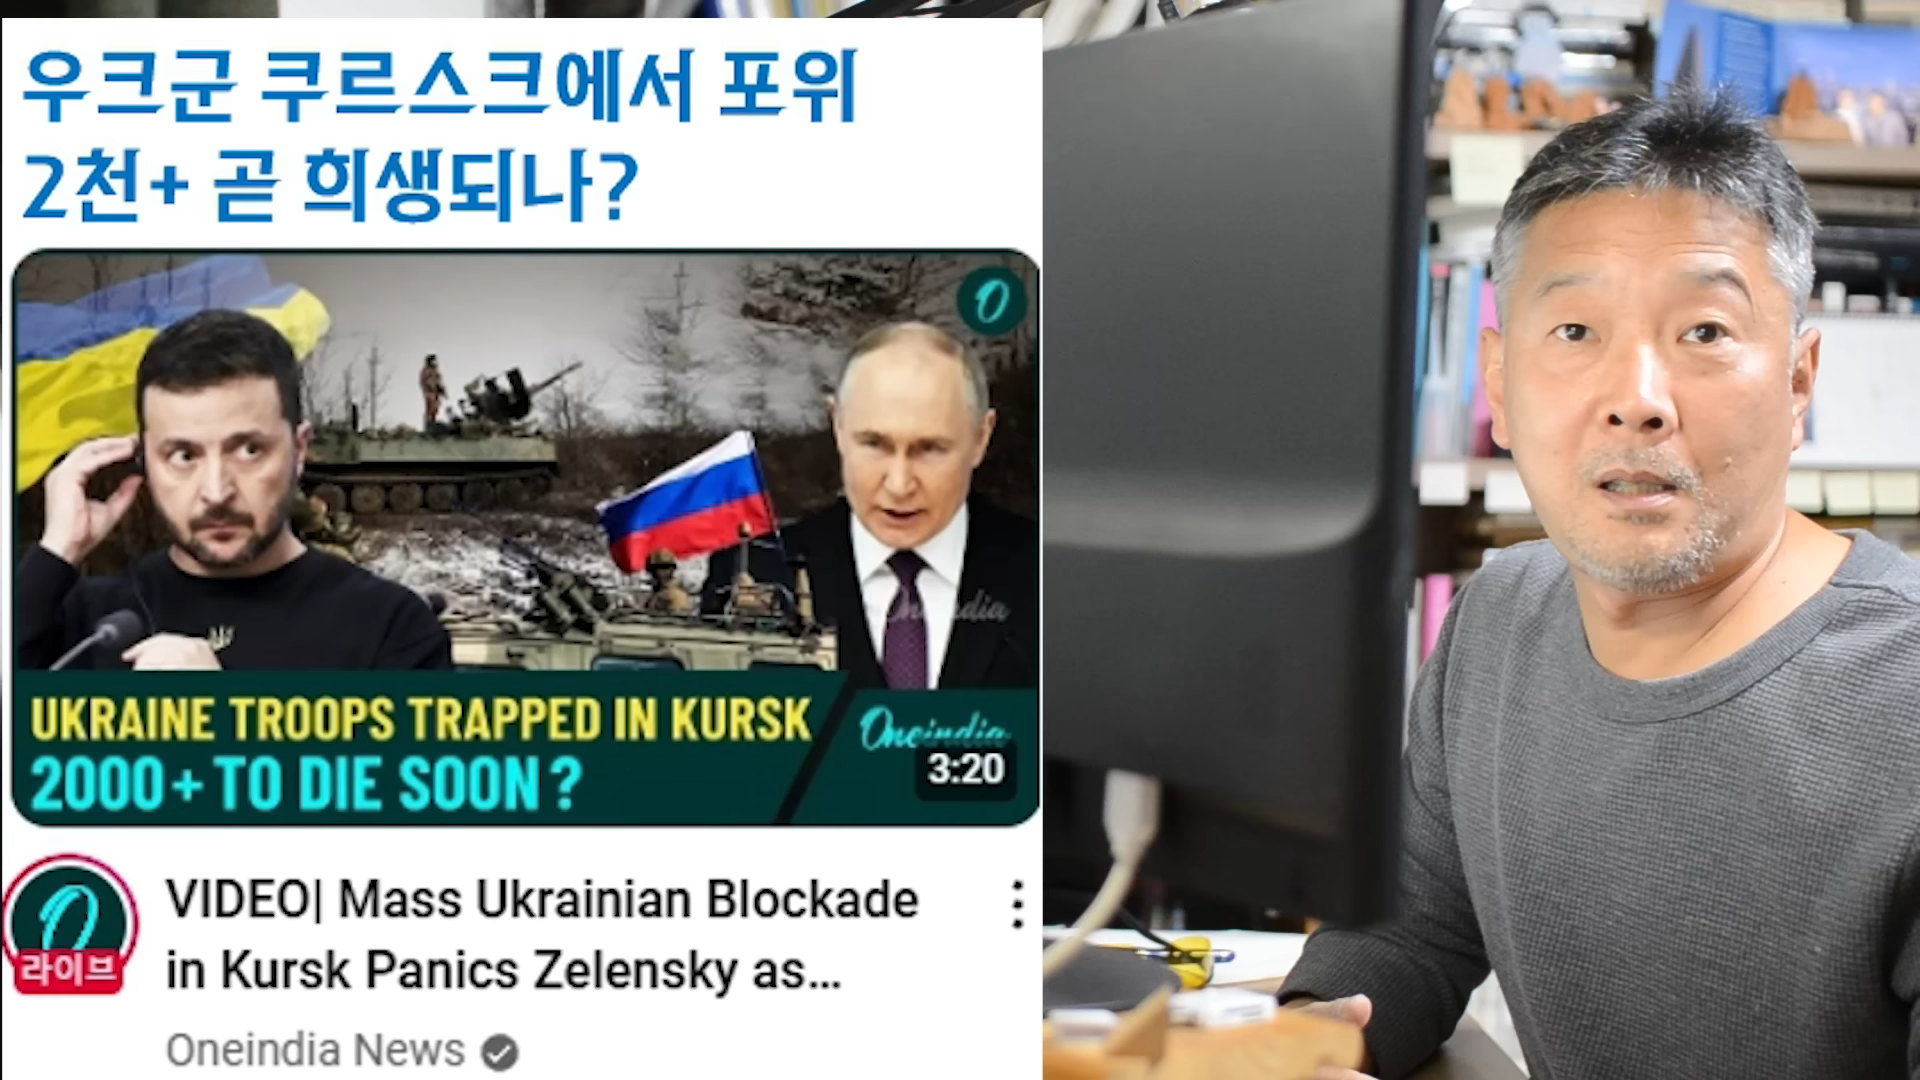 우크군 쿠르스크에서 포위
2천+ 곧 희생되나?
UKRAINE TROOPS TRAPPED IN KURSK
2000+ TO DIE SOON?
Oneindia
3:20
Oneindia
VIDEO| Mass Ukrainian Blockade
in Kursk Panics Zelensky as...
라이브
Oneindia News